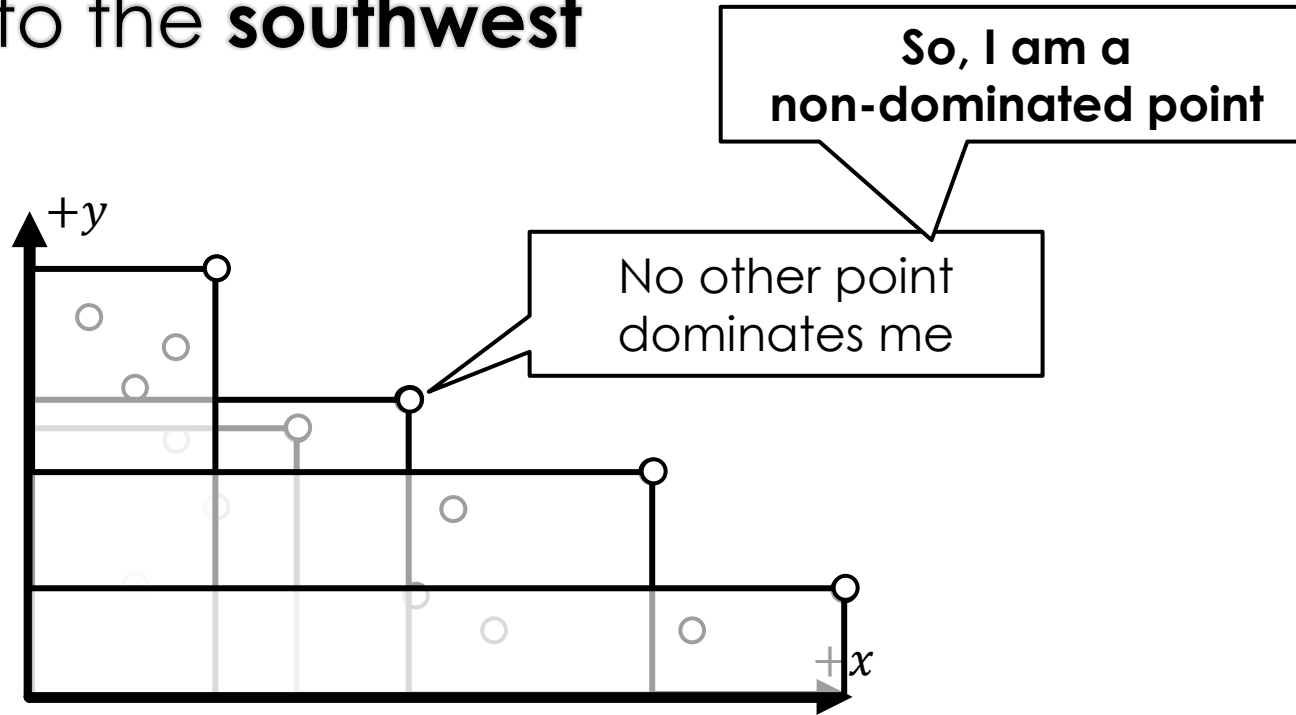 to the southwest
So, I am a
non-dominated point
+y
No other point
dominates me
+x